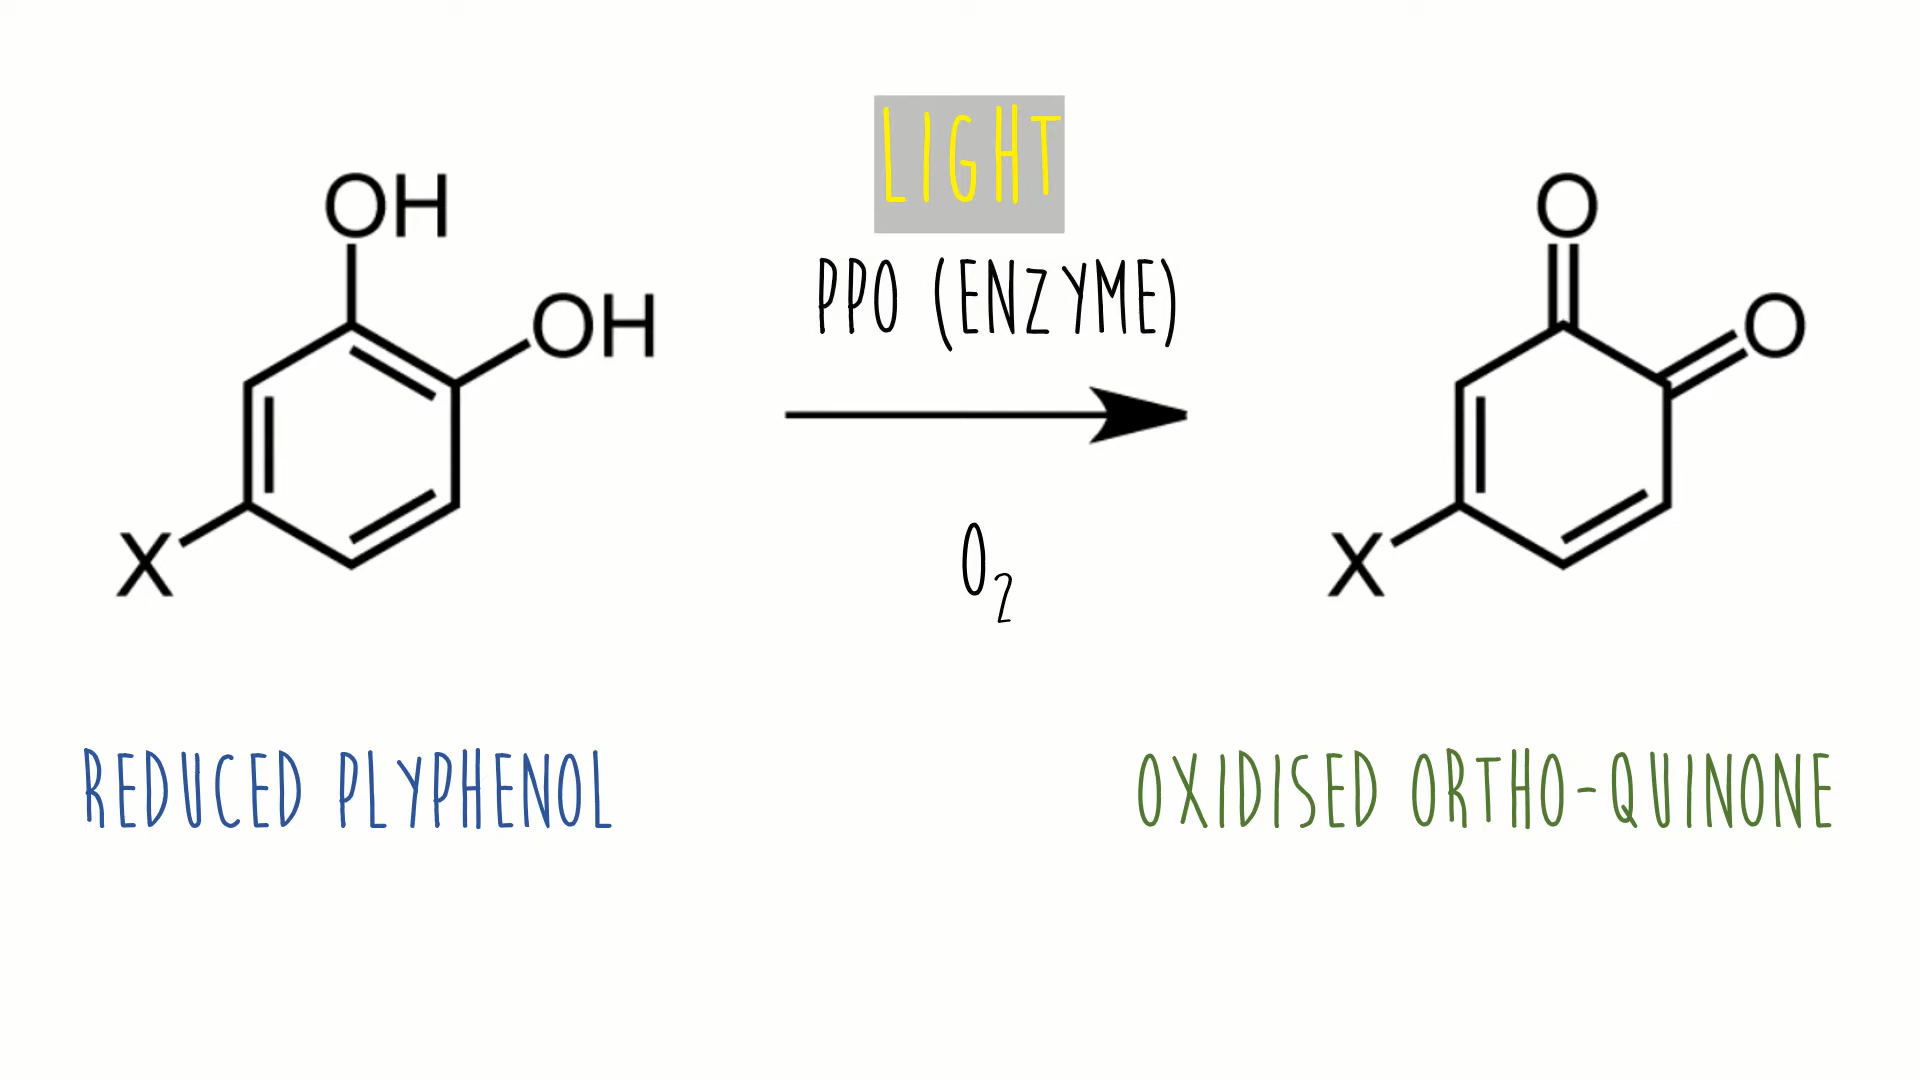 LIGHT
OH
O
PPO (ENZYME)
OH
O
X
O₂
X
REDUCED PLYPHENOL
OXIDISED ORTHO-QUINONE